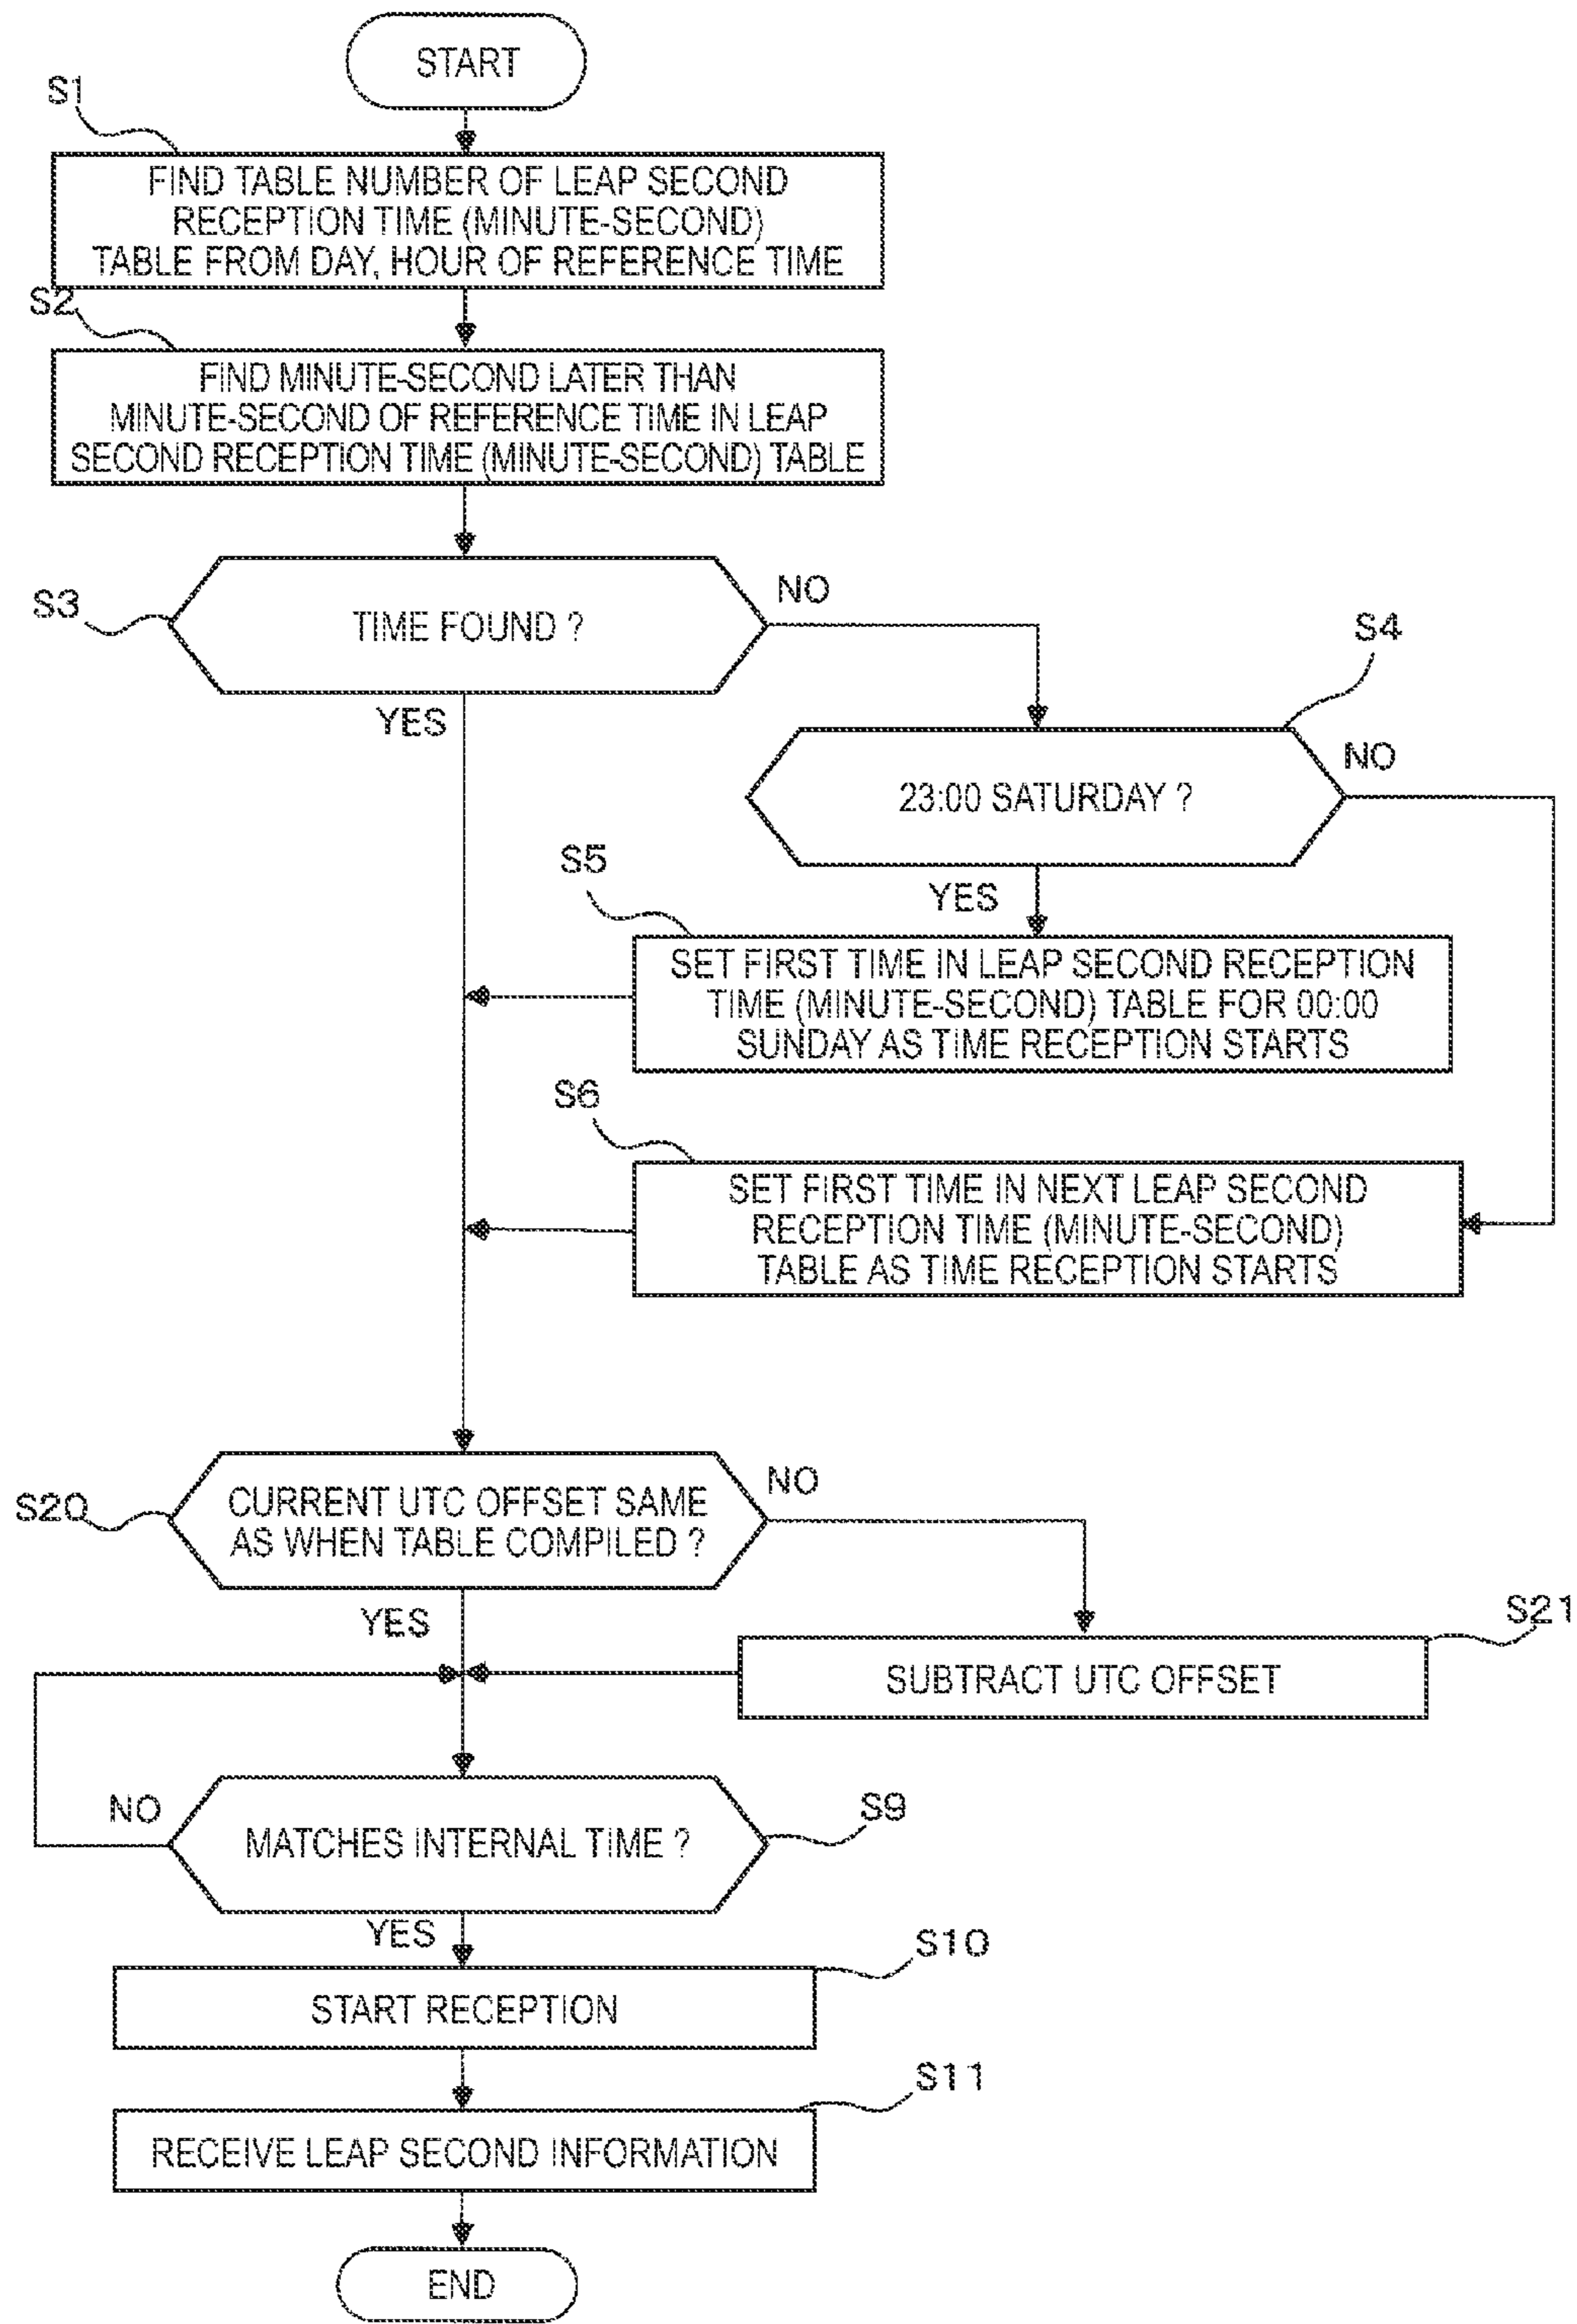 START
S1
FIND TABLE NUMBER OF LEAP SECOND
RECEPTION TIME (MINUTE-SECOND)
TABLE FROM DAY, HOUR OF REFERENCE TIME
S2
FIND MINUTE-SECOND LATER THAN
MINUTE-SECOND OF REFERENCE TIME IN LEAP
SECOND RECEPTION TIME (MINUTE-SECOND) TABLE
S3
TIME FOUND ?
NO
YES
S4
23:00 SATURDAY ?
NO
YES
S5
SET FIRST TIME IN LEAP SECOND RECEPTION
TIME (MINUTE-SECOND) TABLE FOR 00:00
SUNDAY AS TIME RECEPTION STARTS
S6
SET FIRST TIME IN NEXT LEAP SECOND
RECEPTION TIME (MINUTE-SECOND)
TABLE AS TIME RECEPTION STARTS
S20
CURRENT UTC OFFSET SAME
AS WHEN TABLE COMPILED ?
NO
YES
S21
SUBTRACT UTC OFFSET
NO
MATCHES INTERNAL TIME ?
S9
YES
S10
START RECEPTION
S11
RECEIVE LEAP SECOND INFORMATION
END